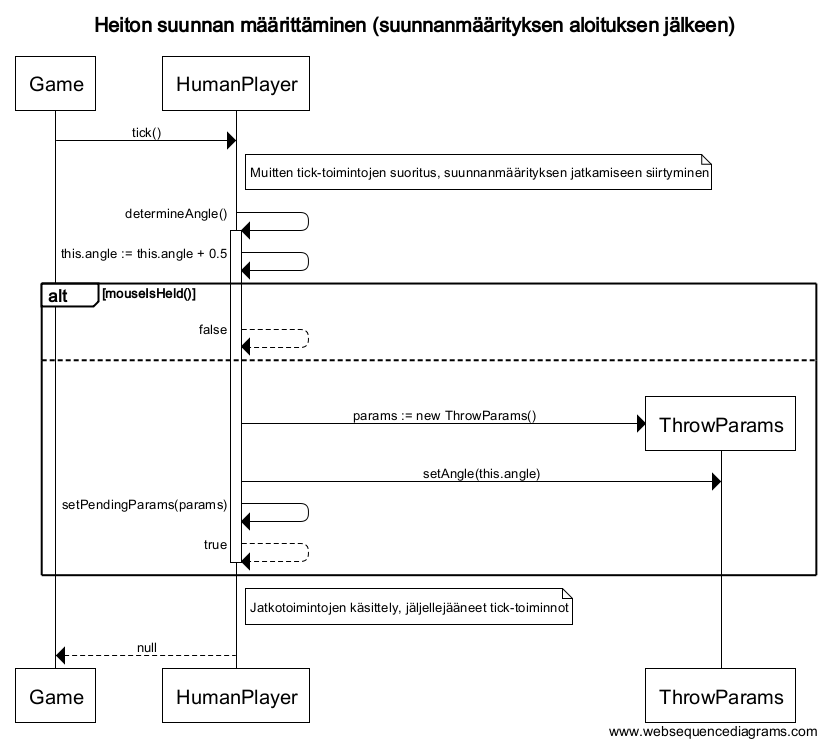 Heiton suunnan määrittäminen (suunnanmäärityksen aloituksen jälkeen)
Game
HumanPlayer
tick()
Muitten tick-toimintojen suoritus, suunnanmäärityksen jatkamiseen siirtyminen
determineAngle()
this.angle := this.angle + 0.5
alt
[mouseIsHeld()]
false
params := new ThrowParams()
ThrowParams
setAngle(this.angle)
setPendingParams(params)
true
Jatkotoimintojen käsittely, jäljellejääneet tick-toiminnot
null
Game
HumanPlayer
ThrowParams
www.websequencediagrams.com